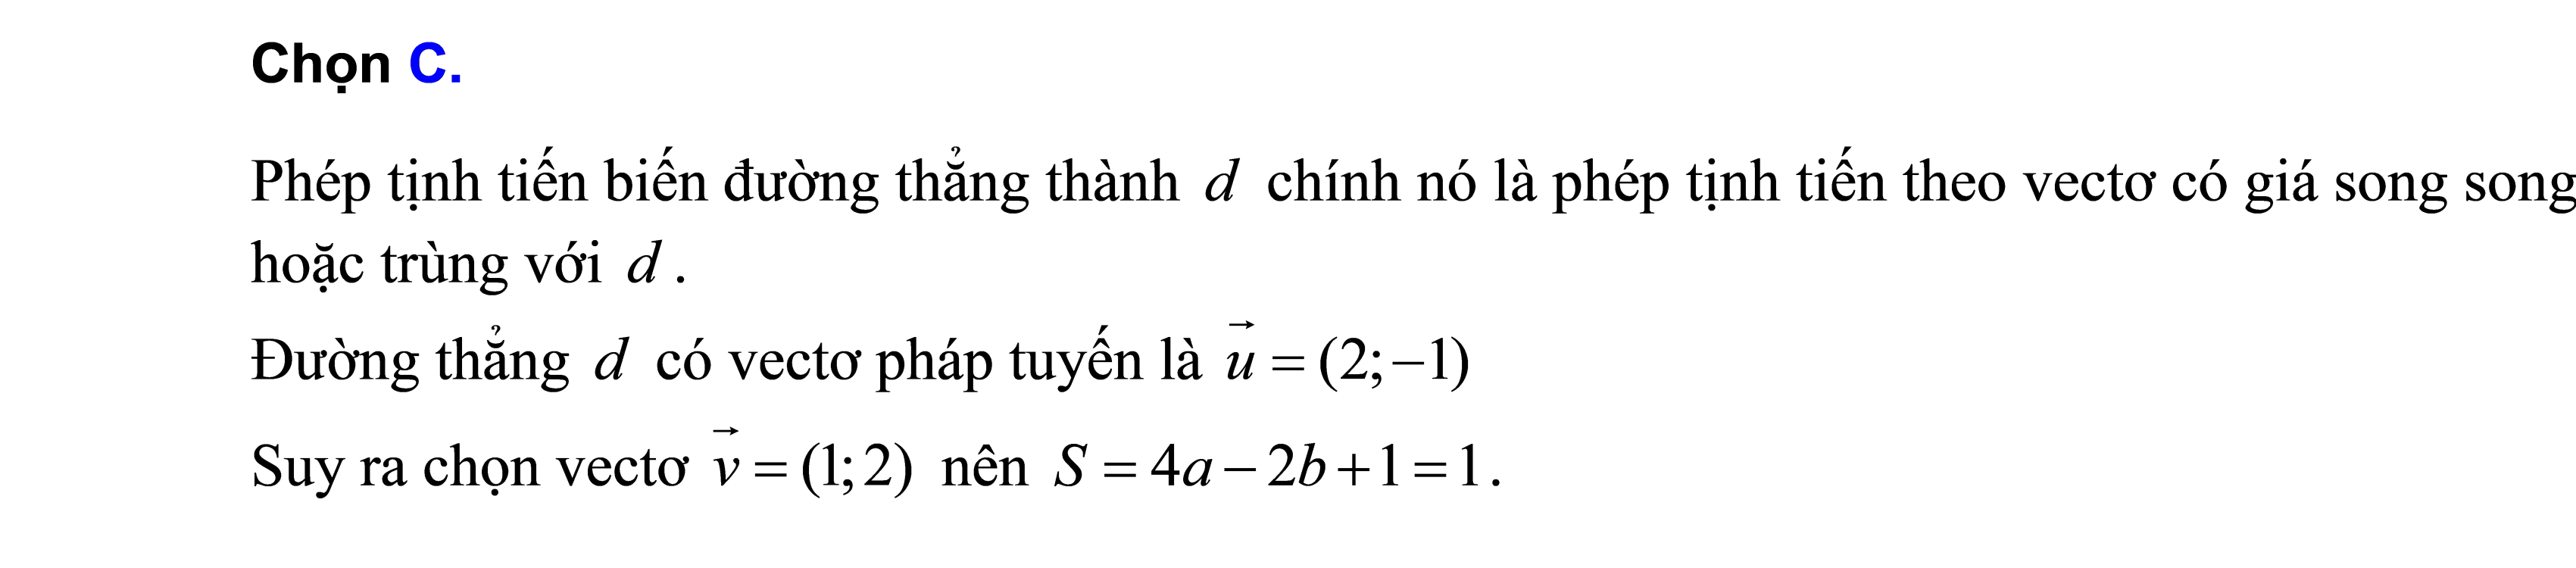 Chọn C.
Phép tịnh tiến biến đường thẳng thành d chính nó là phép tịnh tiến theo vectơ có giá song song
hoặc trùng với d .
Đường thẳng d có vectơ pháp tuyến là \vec{u} = (2;−1)
Suy ra chọn vectơ \vec{v} = (1;2) nên S = 4a − 2b + 1 = 1.